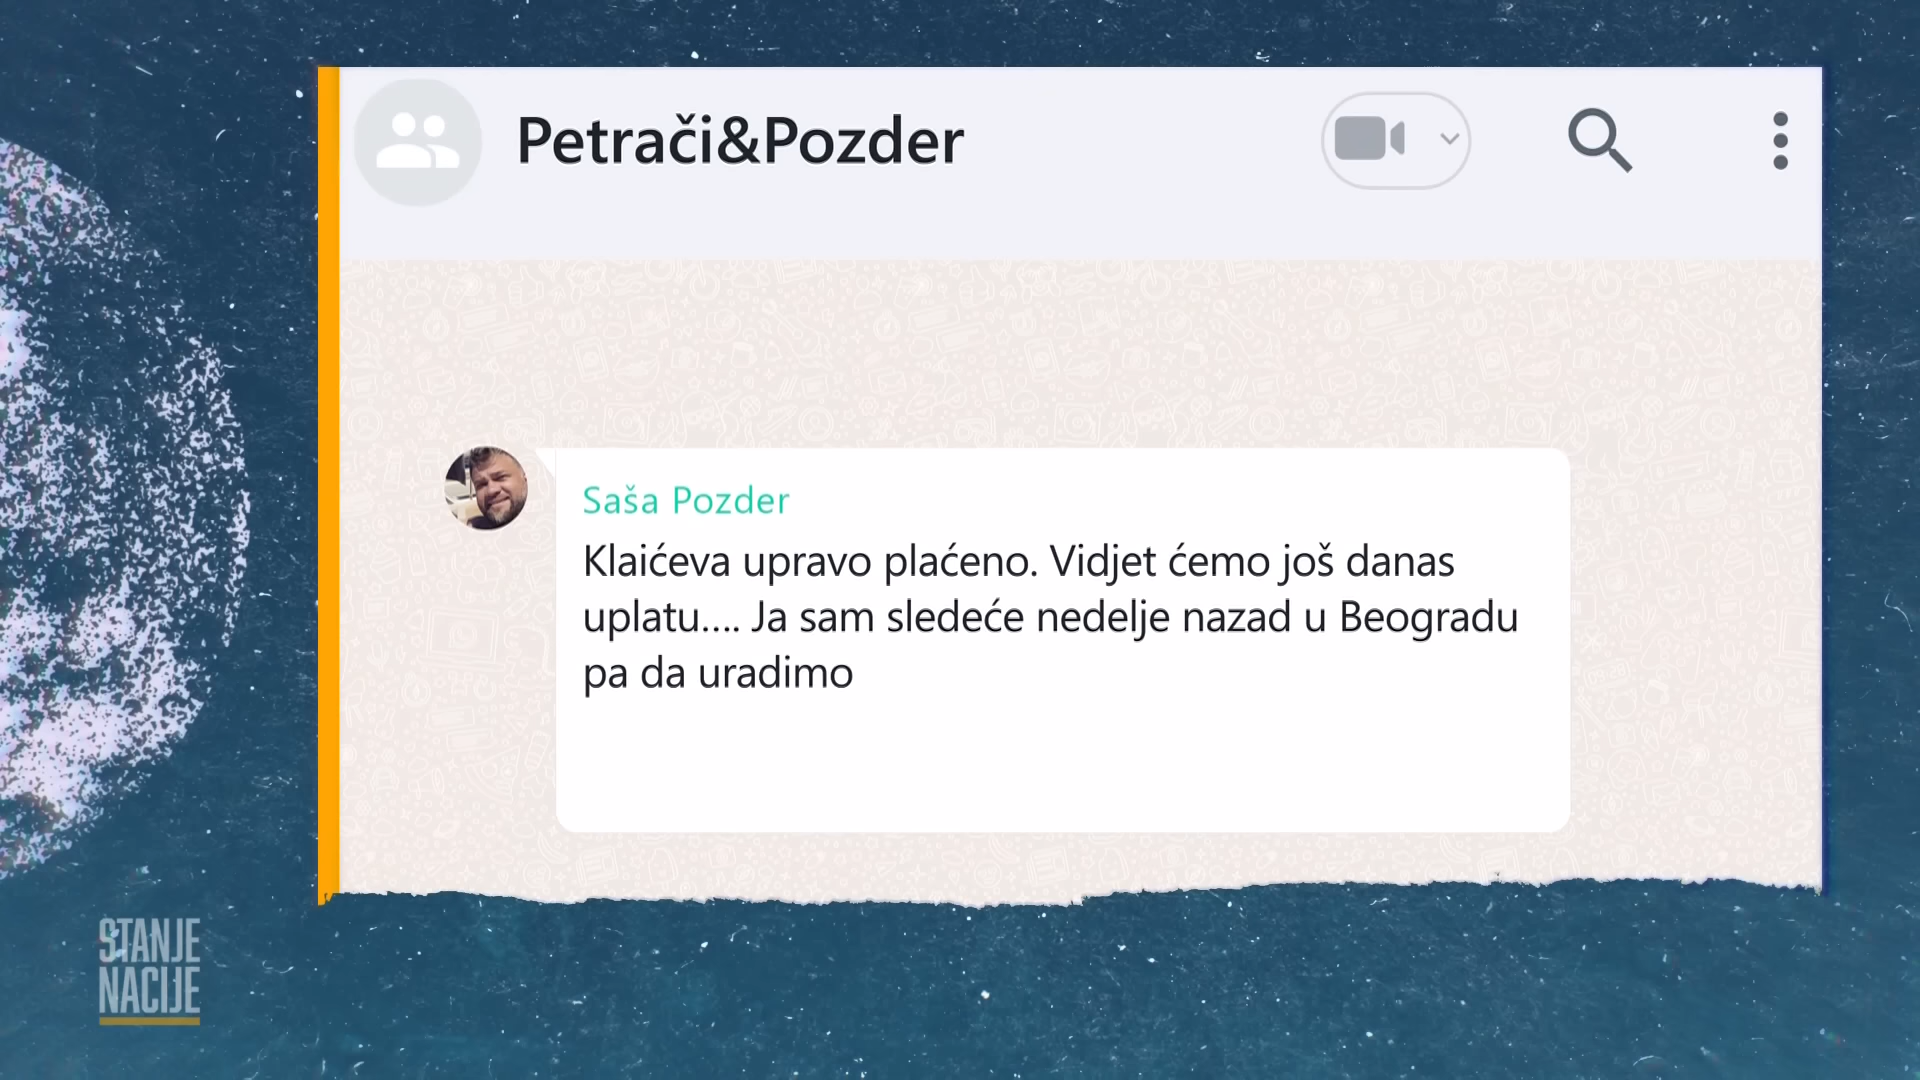 Petrači&Pozder
Saša Pozder
Klaićeva upravo plaćeno. Vidjet ćemo još danas
uplatu.... Ja sam sledeće nedelje nazad u Beogradu
pa da uradimo
STANJE
NACIJE